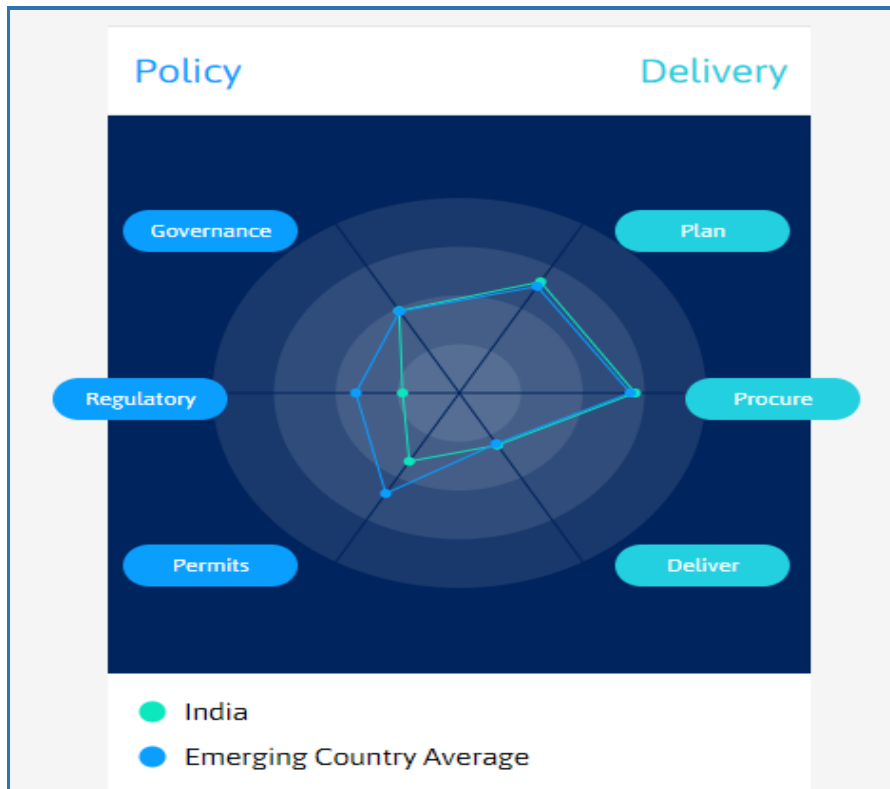 Policy
Delivery
Governance
Plan
Regulatory
Procure
Permits
Deliver
India
Emerging Country Average